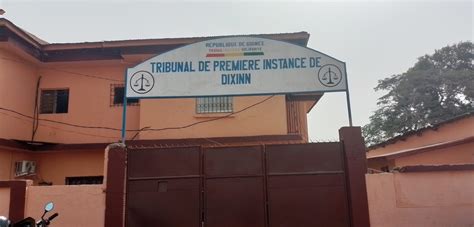 REPUBLIQUE DE GUINEE
TRIBUNAL DE PREMIERE INSTANCE DE
DIXINN